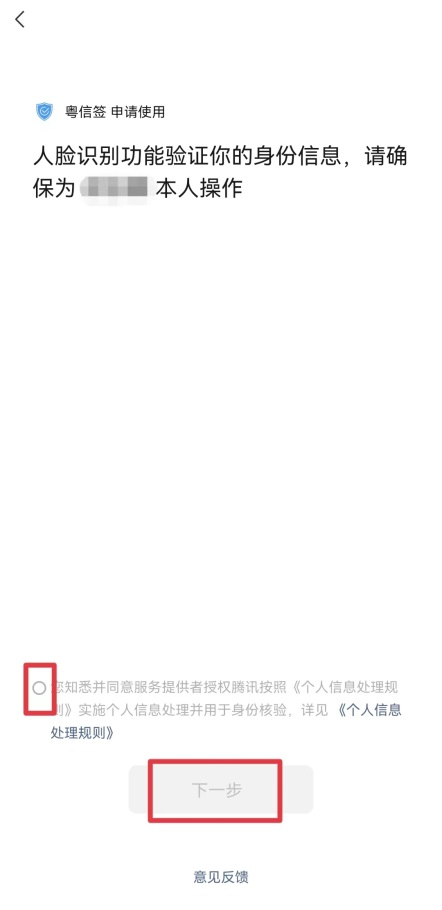 粤信签 申请使用
人脸识别功能验证你的身份信息，请确
保为 本人操作
您知悉并同意服务提供者授权腾讯按照《个人信息处理规
则》实施个人信息处理并用于身份核验，详见 《个人信息
处理规则》
下一步
意见反馈